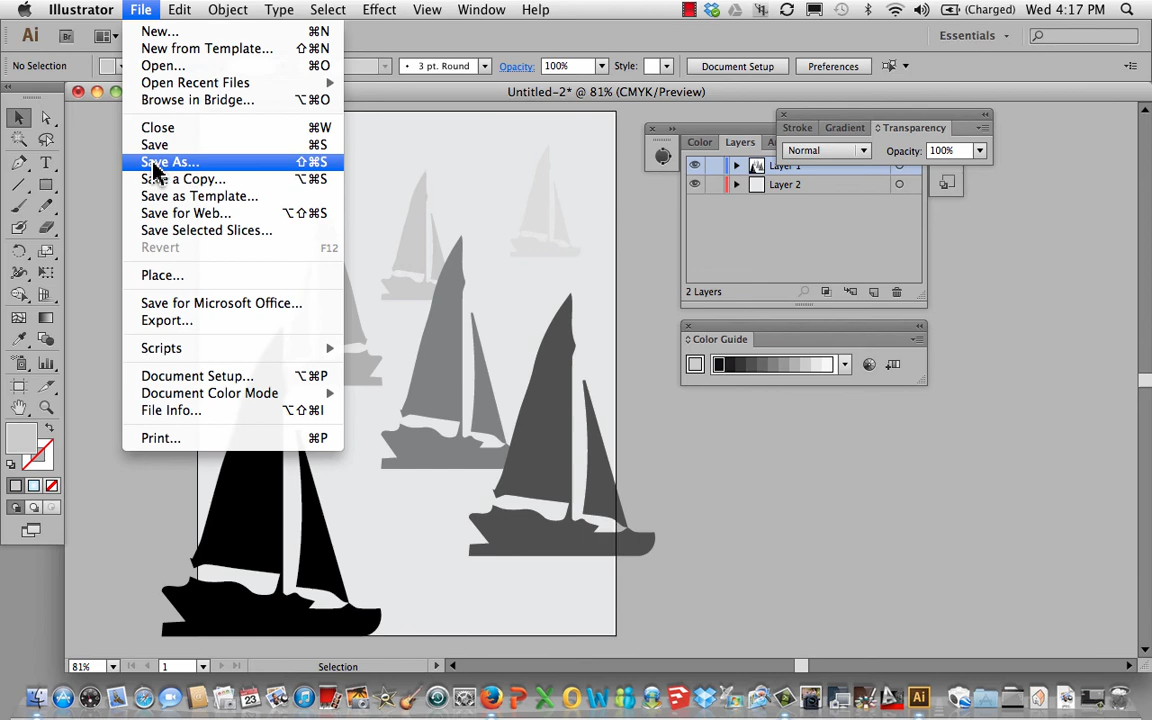 Illustrator File Edit Object Type Select Effect View Window Help (Charged) Wed 4:17 PM
Ai Br Essentials
No Selection 3 pt. Round Opacity: 100% Style: Document Setup Preferences
Untitled-2* @ 81% (CMYK/Preview)
New... ⌘N
New from Template... ⇧⌘N
Open... ⌘O
Open Recent Files
Browse in Bridge... ⌥⌘O
Close ⌘W
Save ⌘S
Save As... ⇧⌘S
Save a Copy... ⌥⌘S
Save as Template...
Save for Web... ⌥⇧⌘S
Save Selected Slices...
Revert F12
Place...
Save for Microsoft Office...
Export...
Scripts
Document Setup... ⌥⌘P
Document Color Mode
File Info... ⌥⇧⌘I
Print... ⌘P
Stroke Gradient Transparency
Normal Opacity: 100%
Color Layers
Layer 1
Layer 2
2 Layers
Color Guide
81% 1 Selection